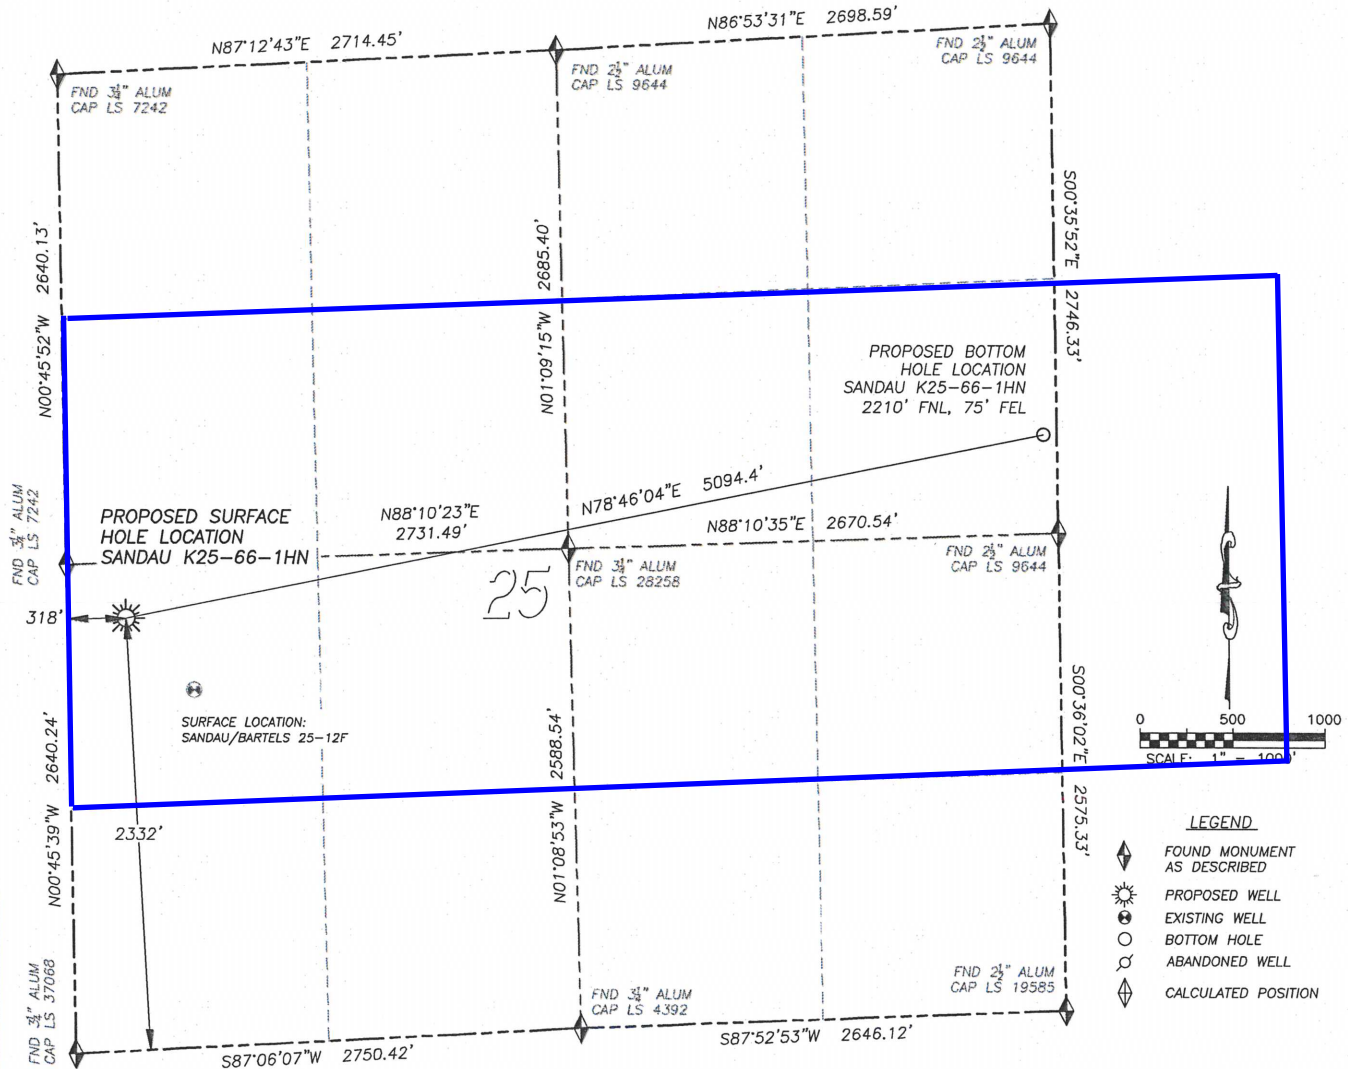 N87°12'43"E 2714.45'
N86°53'31"E 2698.59'
FND 3¼" ALUM
CAP LS 7242
FND 2½" ALUM
CAP LS 9644
FND 2½" ALUM
CAP LS 9644
N00°45'52"W 2640.13'
N01°09'15"W 2685.40'
S00°35'52"E 2746.33'
PROPOSED BOTTOM
HOLE LOCATION
SANDAU K25-66-1HN
2210' FNL, 75' FEL
FND 3¼" ALUM
CAP LS 7242
PROPOSED SURFACE
HOLE LOCATION
SANDAU K25-66-1HN
N88°10'23"E
2731.49'
N78°46'04"E 5094.4'
N88°10'35"E 2670.54'
FND 3¼" ALUM
CAP LS 28258
FND 2½" ALUM
CAP LS 9644
25
318'
SURFACE LOCATION:
SANDAU/BARTELS 25-12F
N00°45'39"W 2640.24'
N01°08'53"W 2588.54'
S00°36'02"E 2575.33'
0 500 1000
SCALE: 1" = 1000'
2332'
LEGEND
FOUND MONUMENT
AS DESCRIBED
PROPOSED WELL
EXISTING WELL
BOTTOM HOLE
ABANDONED WELL
CALCULATED POSITION
FND 3¼" ALUM
CAP LS 37068
FND 3¼" ALUM
CAP LS 4392
FND 2½" ALUM
CAP LS 19585
S87°06'07"W 2750.42'
S87°52'53"W 2646.12'